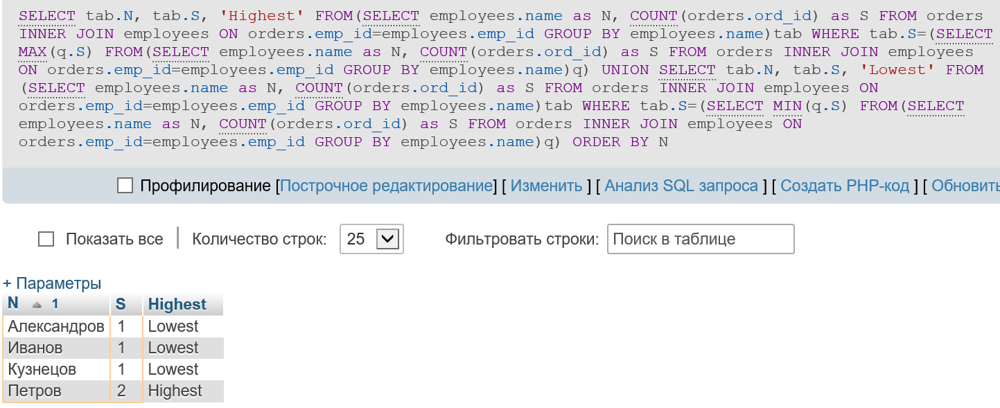 SELECT tab.N, tab.S, 'Highest' FROM(SELECT employees.name as N, COUNT(orders.ord_id) as S FROM orders
INNER JOIN employees ON orders.emp_id=employees.emp_id GROUP BY employees.name)tab WHERE tab.S=(SELECT
MAX(q.S) FROM(SELECT employees.name as N, COUNT(orders.ord_id) as S FROM orders INNER JOIN employees
ON orders.emp_id=employees.emp_id GROUP BY employees.name)q) UNION SELECT tab.N, tab.S, 'Lowest' FROM
(SELECT employees.name as N, COUNT(orders.ord_id) as S FROM orders INNER JOIN employees ON
orders.emp_id=employees.emp_id GROUP BY employees.name)tab WHERE tab.S=(SELECT MIN(q.S) FROM(SELECT
employees.name as N, COUNT(orders.ord_id) as S FROM orders INNER JOIN employees ON
orders.emp_id=employees.emp_id GROUP BY employees.name)q) ORDER BY N
Профилирование [Построчное редактирование] [ Изменить ] [ Анализ SQL запроса ] [ Создать PHP-код ] [ Обновить
Показать все | Количество строк: 25 Фильтровать строки: Поиск в таблице
+ Параметры
N 1 S Highest
Александров 1 Lowest
Иванов 1 Lowest
Кузнецов 1 Lowest
Петров 2 Highest